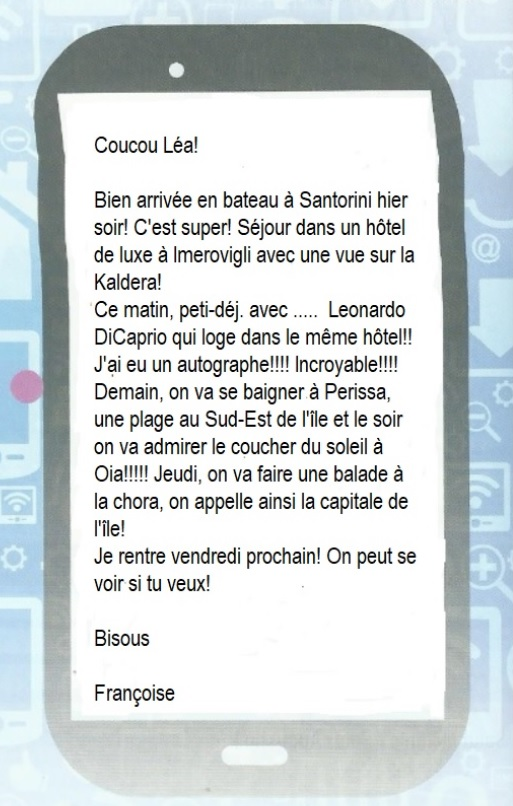 Coucou Léa!
Bien arrivée en bateau à Santorini hier
soir! C'est super! Séjour dans un hôtel
de luxe à Imerovigli avec une vue sur la
Kaldera!
Ce matin, peti-déj. avec ..... Leonardo
DiCaprio qui loge dans le même hôtel!!
J'ai eu un autographe!!!! Incroyable!!!!
Demain, on va se baigner à Perissa,
une plage au Sud-Est de l'île et le soir
on va admirer le coucher du soleil à
Oia!!!!! Jeudi, on va faire une balade à
la chora, on appelle ainsi la capitale de
l'île!
Je rentre vendredi prochain! On peut se
voir si tu veux!
Bisous
Françoise